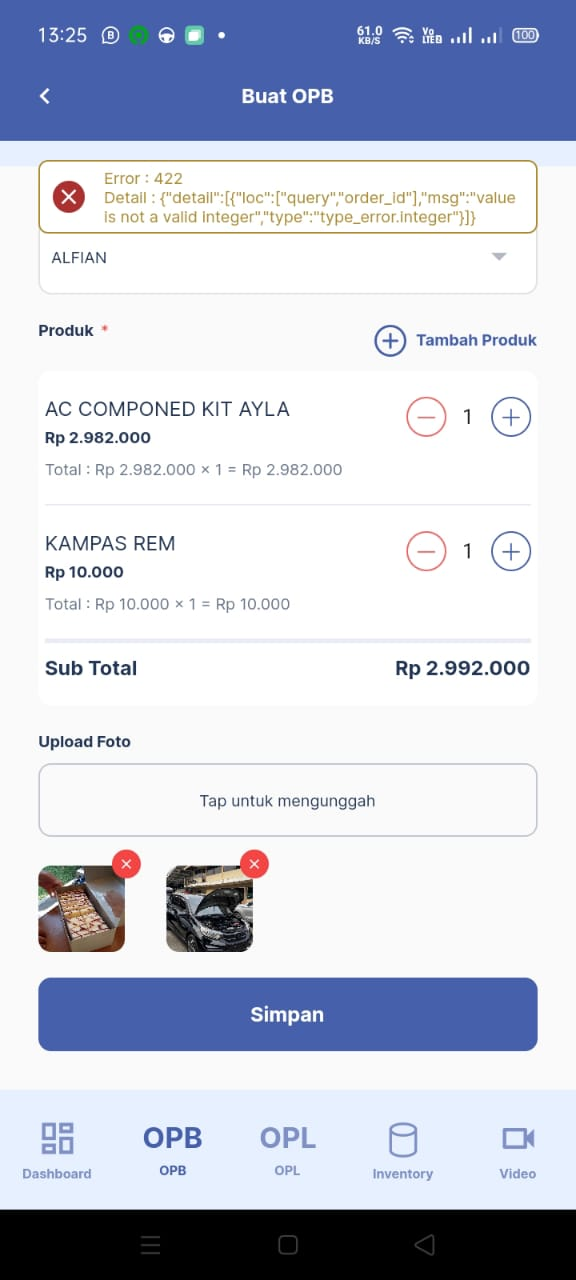 13:25
61.0 KB/S
Vo LTE
100
Buat OPB
Error : 422
Detail : {"detail":[{"loc":["query","order_id"],"msg":"value
is not a valid integer","type":"type_error.integer"}]}
ALFIAN
Produk *
Tambah Produk
AC COMPONED KIT AYLA
1
Rp 2.982.000
Total : Rp 2.982.000 × 1 = Rp 2.982.000
KAMPAS REM
1
Rp 10.000
Total : Rp 10.000 × 1 = Rp 10.000
Sub Total
Rp 2.992.000
Upload Foto
Tap untuk mengunggah
Simpan
OPB
OPL
Dashboard
OPB
OPL
Inventory
Video